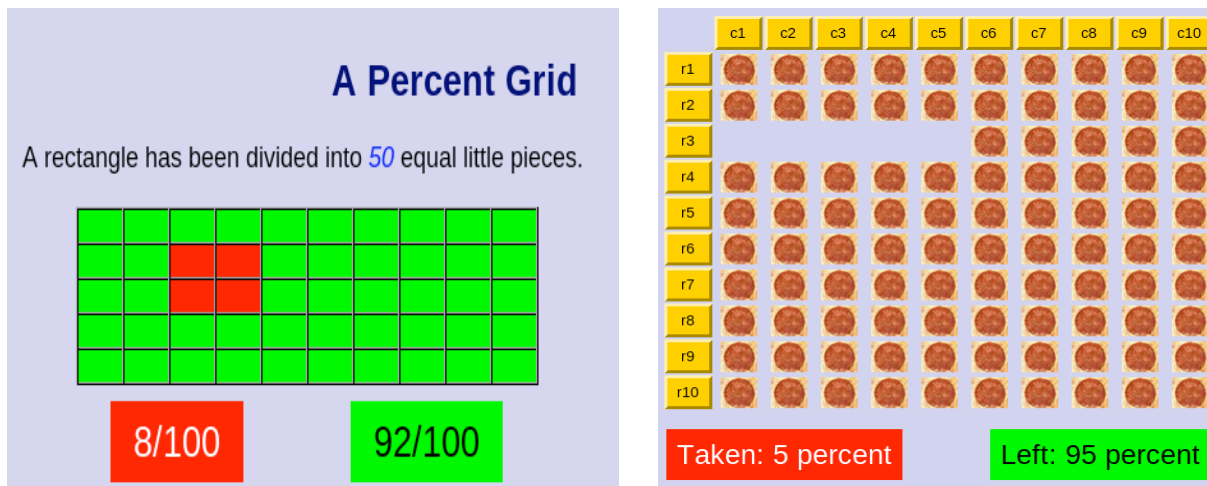 A Percent Grid
A rectangle has been divided into 50 equal little pieces.
8/100
92/100
c1 c2 c3 c4 c5 c6 c7 c8 c9 c10
r1
r2
r3
r4
r5
r6
r7
r8
r9
r10
Taken: 5 percent
Left: 95 percent